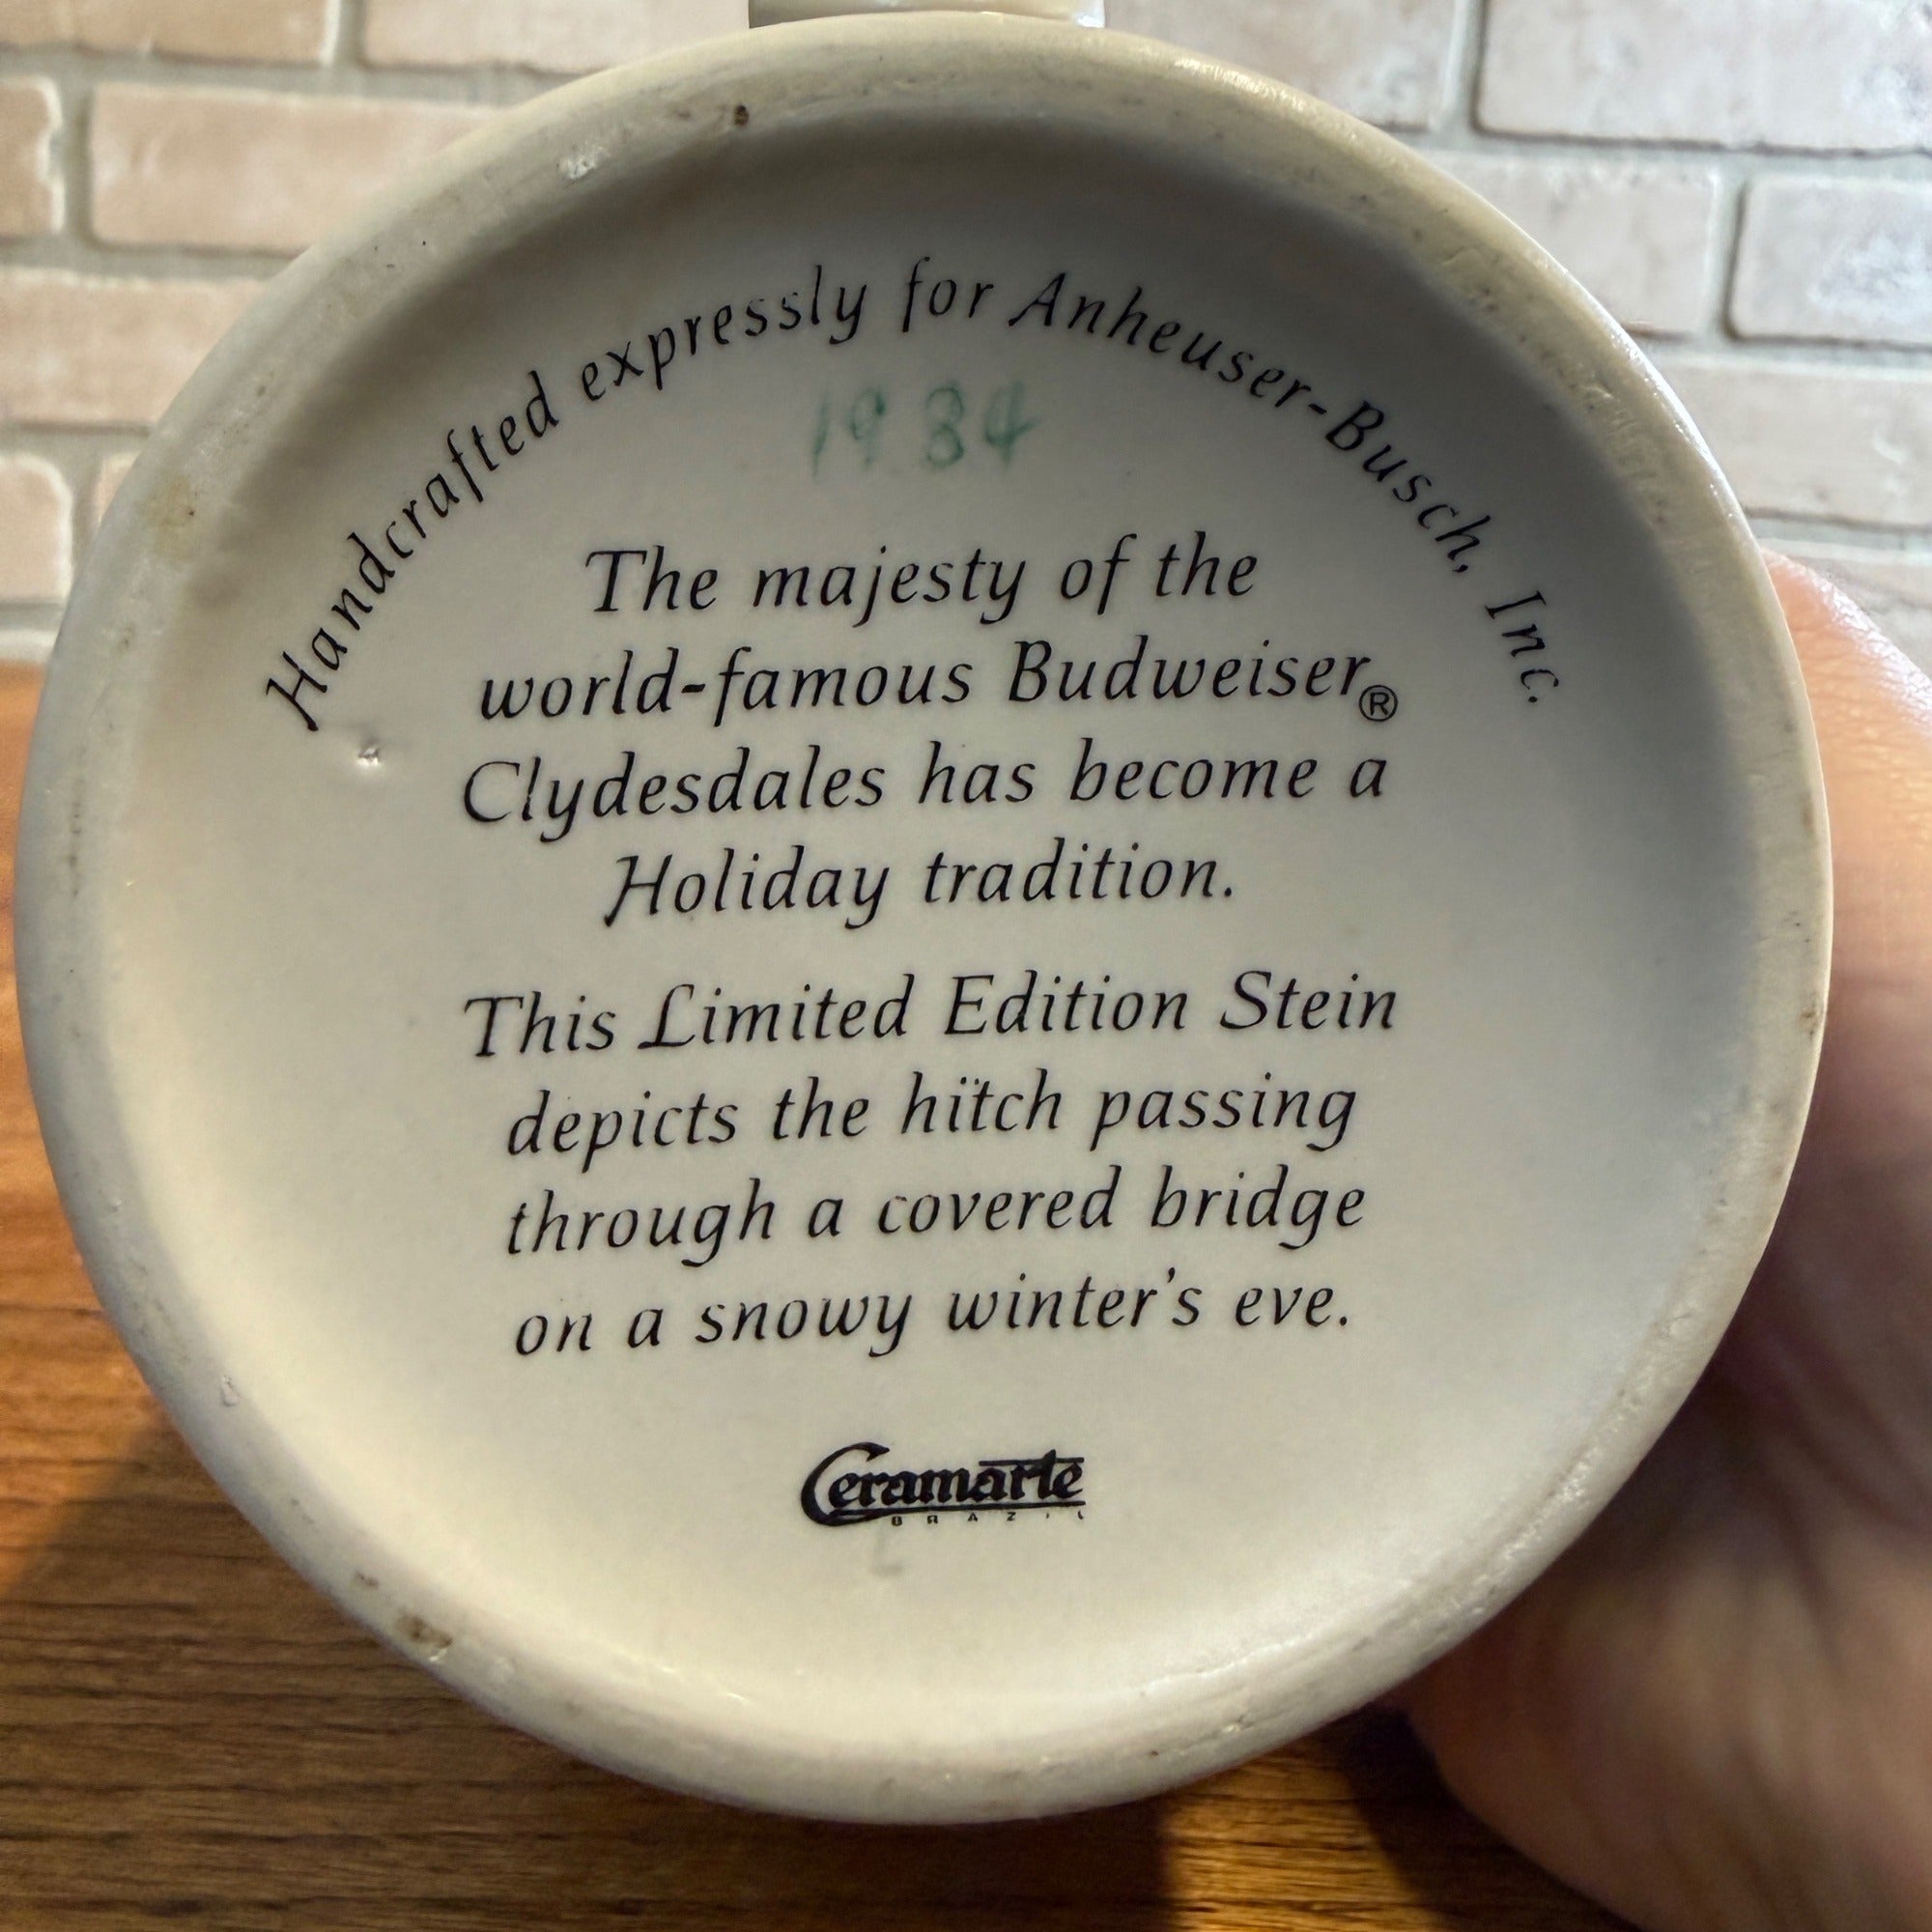 Handcrafted expressly for Anheuser-Busch, Inc.
1984
The majesty of the
world-famous Budweiser®
Clydesdales has become a
Holiday tradition.
This Limited Edition Stein
depicts the hitch passing
through a covered bridge
on a snowy winter's eve.
Ceramarte
BRAZIL